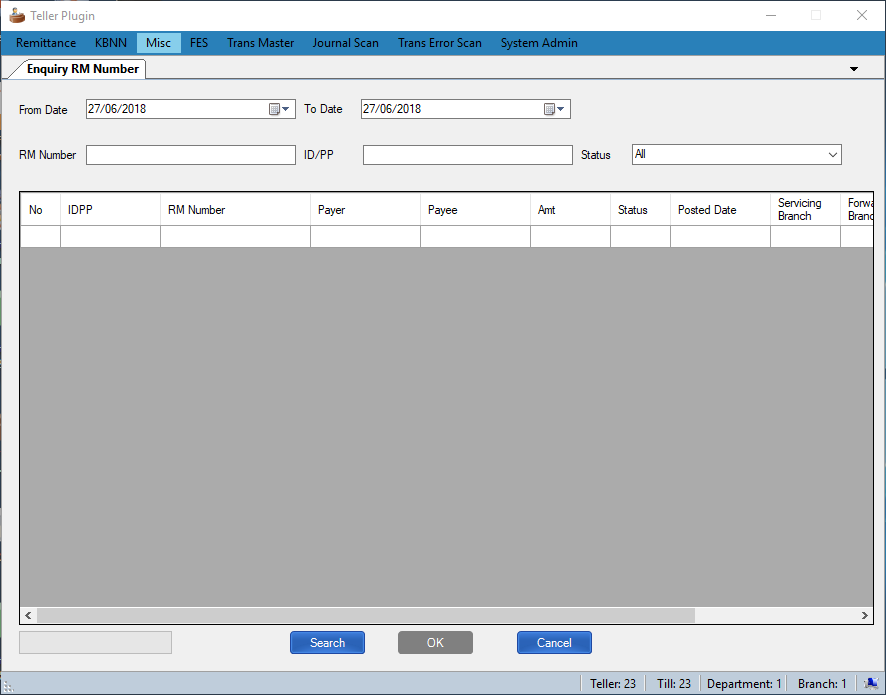 Teller Plugin
Remittance KBNN Misc FES Trans Master Journal Scan Trans Error Scan System Admin
Enquiry RM Number
From Date 27/06/2018 To Date 27/06/2018
RM Number ID/PP Status All
No IDPP RM Number Payer Payee Amt Status Posted Date Servicing Branch Forwa Branc
Search OK Cancel
Teller: 23 Till: 23 Department: 1 Branch: 1